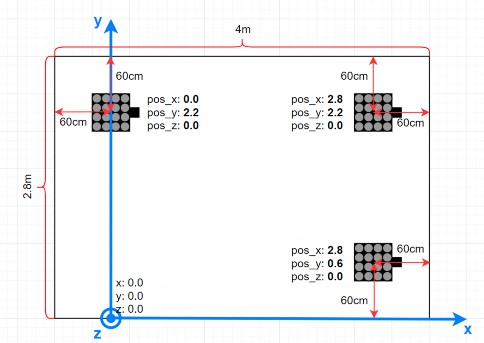 y
4m
60cm
60cm
pos_x: 0.0
pos_y: 2.2
pos_z: 0.0
pos_x: 2.8
pos_y: 2.2
pos_z: 0.0
60cm
60cm
2.8m
pos_x: 2.8
pos_y: 0.6
pos_z: 0.0
60cm
60cm
x: 0.0
y: 0.0
z: 0.0
z
x